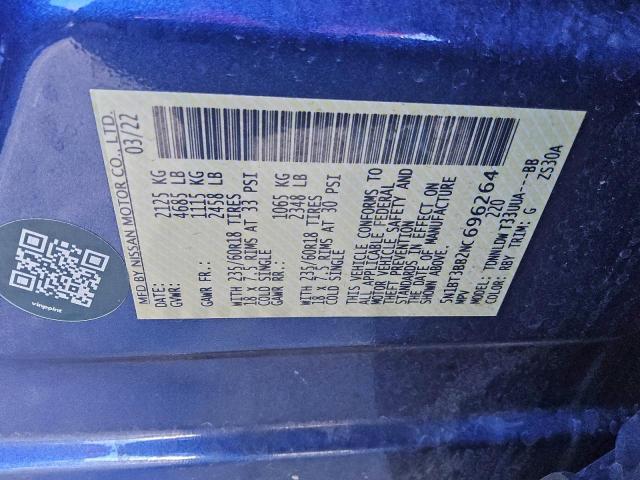 MFD BY NISSAN MOTOR CO., LTD.
03/22
DATE:
GVWR: 2125 KG
4685 LB
GAWR FR: 1115 KG
2458 LB
WITH 235/60R18 TIRES
18 X 7.5 RIMS AT 33 PSI
COLD SINGLE
GAWR RR: 1065 KG
2348 LB
WITH 235/60R18 TIRES
18 X 7.5 RIMS AT 30 PSI
COLD SINGLE
THIS VEHICLE CONFORMS TO
ALL APPLICABLE FEDERAL
MOTOR VEHICLE SAFETY AND
THEFT PREVENTION
STANDARDS IN EFFECT ON
THE DATE OF MANUFACTURE
SHOWN ABOVE.
5N1BT3BB2NC696264
MPV 220
MODEL: TDNNLDWT33UUA---BB
COLOR: RBY TRIM: G ZS30A
vinpplnt